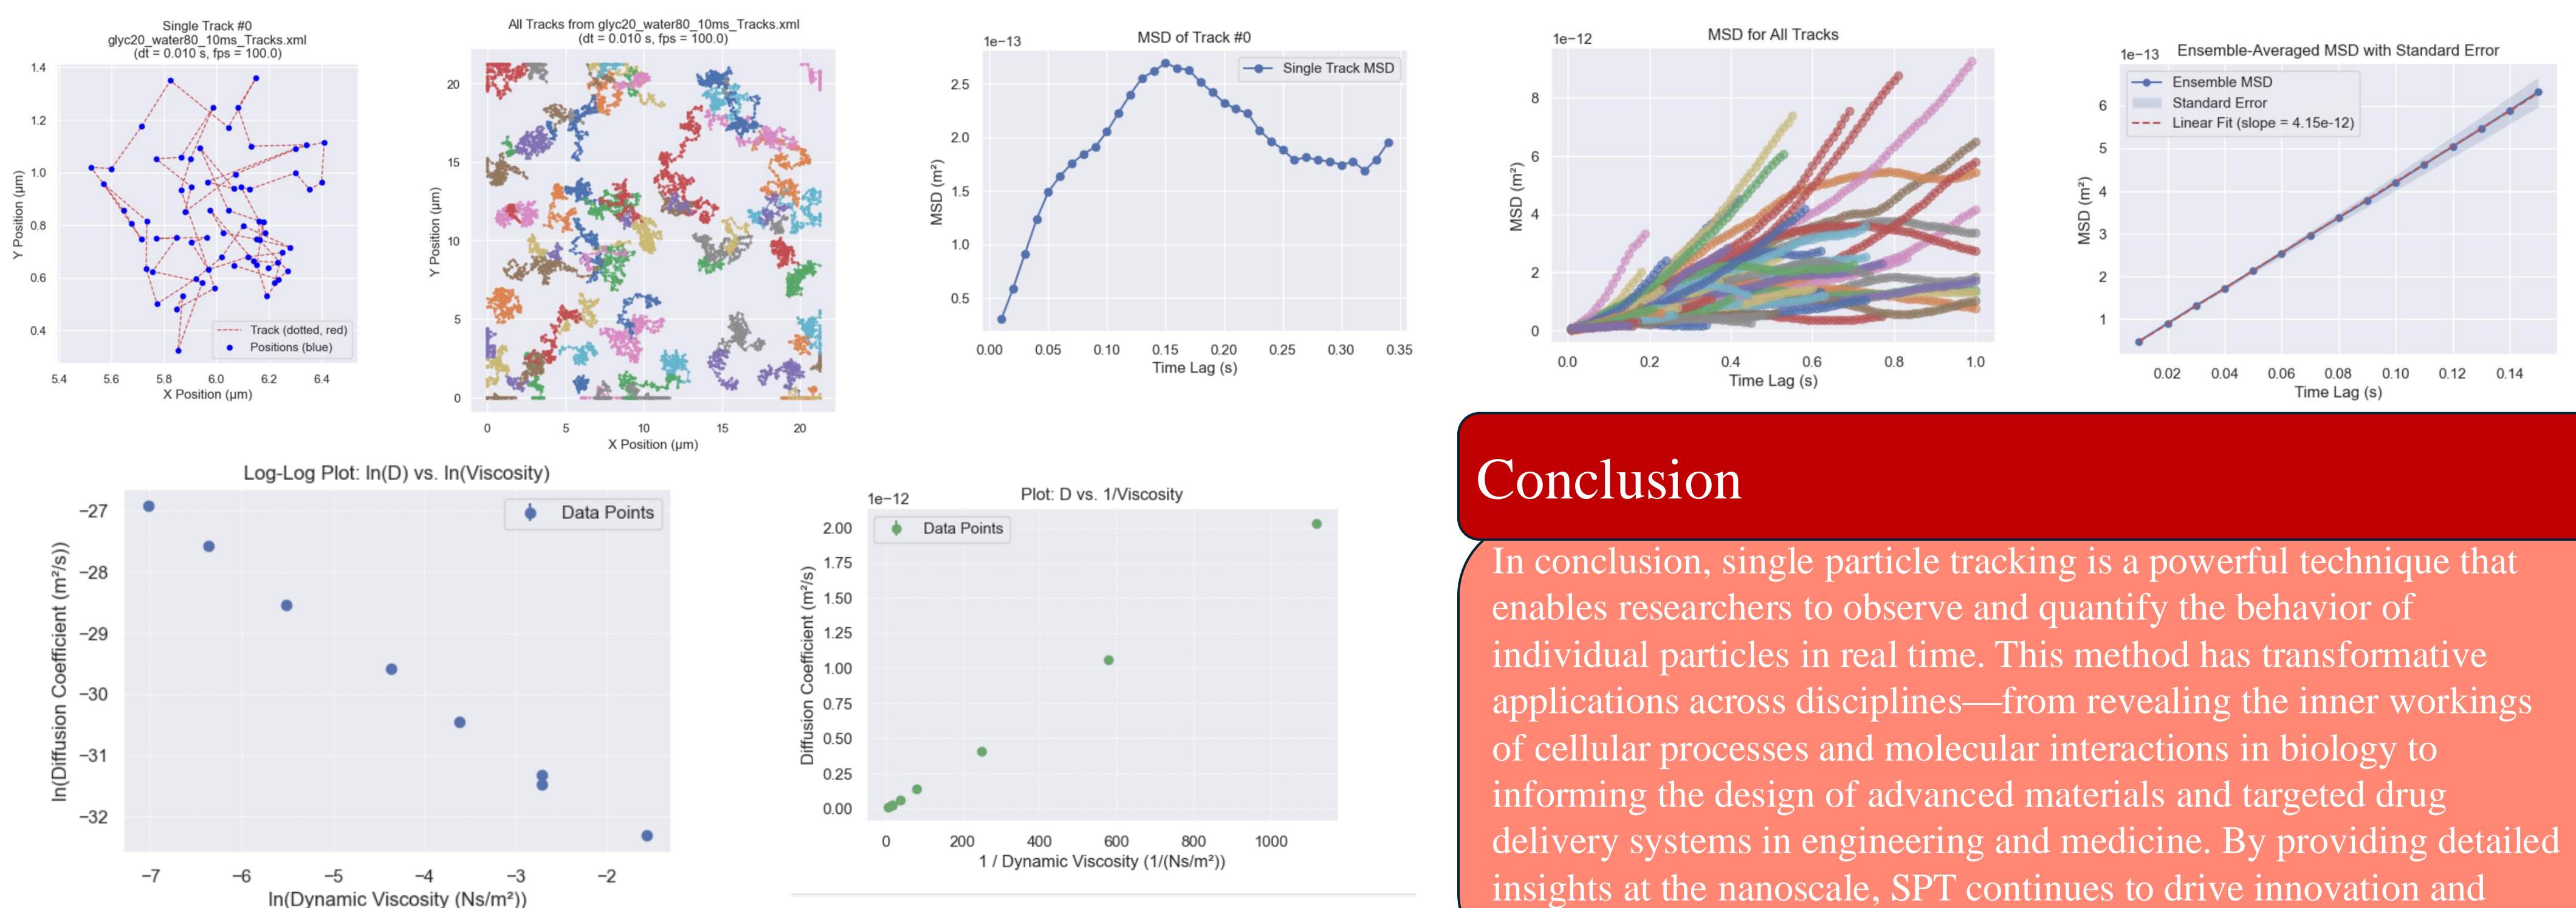 Single Track #0
glyc20_water80_10ms_Tracks.xml
(dt = 0.010 s, fps = 100.0)
1.4
1.2
1.0
0.8
0.6
0.4
Y Position (µm)
Track (dotted, red)
Positions (blue)
5.4 5.6 5.8 6.0 6.2 6.4
X Position (µm)
All Tracks from glyc20_water80_10ms_Tracks.xml
(dt = 0.010 s, fps = 100.0)
20
15
10
5
0
Y Position (µm)
0 5 10 15 20
X Position (µm)
MSD of Track #0
1e−13
Single Track MSD
2.5
2.0
1.5
1.0
0.5
MSD (m²)
0.00 0.05 0.10 0.15 0.20 0.25 0.30 0.35
Time Lag (s)
MSD for All Tracks
1e−12
8
6
4
2
0
MSD (m²)
0.0 0.2 0.4 0.6 0.8 1.0
Time Lag (s)
Ensemble-Averaged MSD with Standard Error
1e−13
Ensemble MSD
Standard Error
Linear Fit (slope = 4.15e-12)
6
5
4
3
2
1
MSD (m²)
0.02 0.04 0.06 0.08 0.10 0.12 0.14
Time Lag (s)
Log-Log Plot: ln(D) vs. ln(Viscosity)
Data Points
−27
−28
−29
−30
−31
−32
ln(Diffusion Coefficient (m²/s))
−7 −6 −5 −4 −3 −2
ln(Dynamic Viscosity (Ns/m²))
Plot: D vs. 1/Viscosity
1e−12
Data Points
2.00
1.75
1.50
1.25
1.00
0.75
0.50
0.25
0.00
Diffusion Coefficient (m²/s)
0 200 400 600 800 1000
1 / Dynamic Viscosity (1/(Ns/m²))
Conclusion
In conclusion, single particle tracking is a powerful technique that
enables researchers to observe and quantify the behavior of
individual particles in real time. This method has transformative
applications across disciplines—from revealing the inner workings
of cellular processes and molecular interactions in biology to
informing the design of advanced materials and targeted drug
delivery systems in engineering and medicine. By providing detailed
insights at the nanoscale, SPT continues to drive innovation and